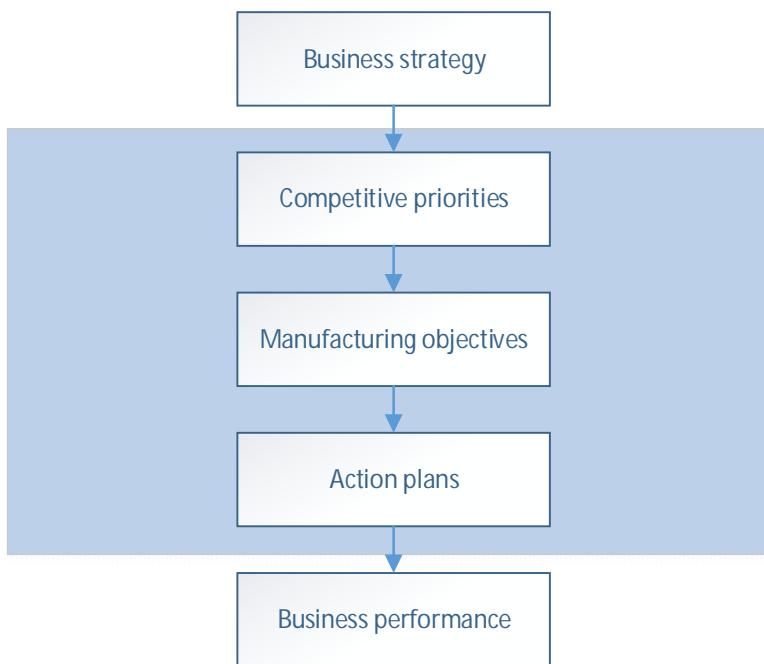 Business strategy
Competitive priorities
Manufacturing objectives
Action plans
Business performance